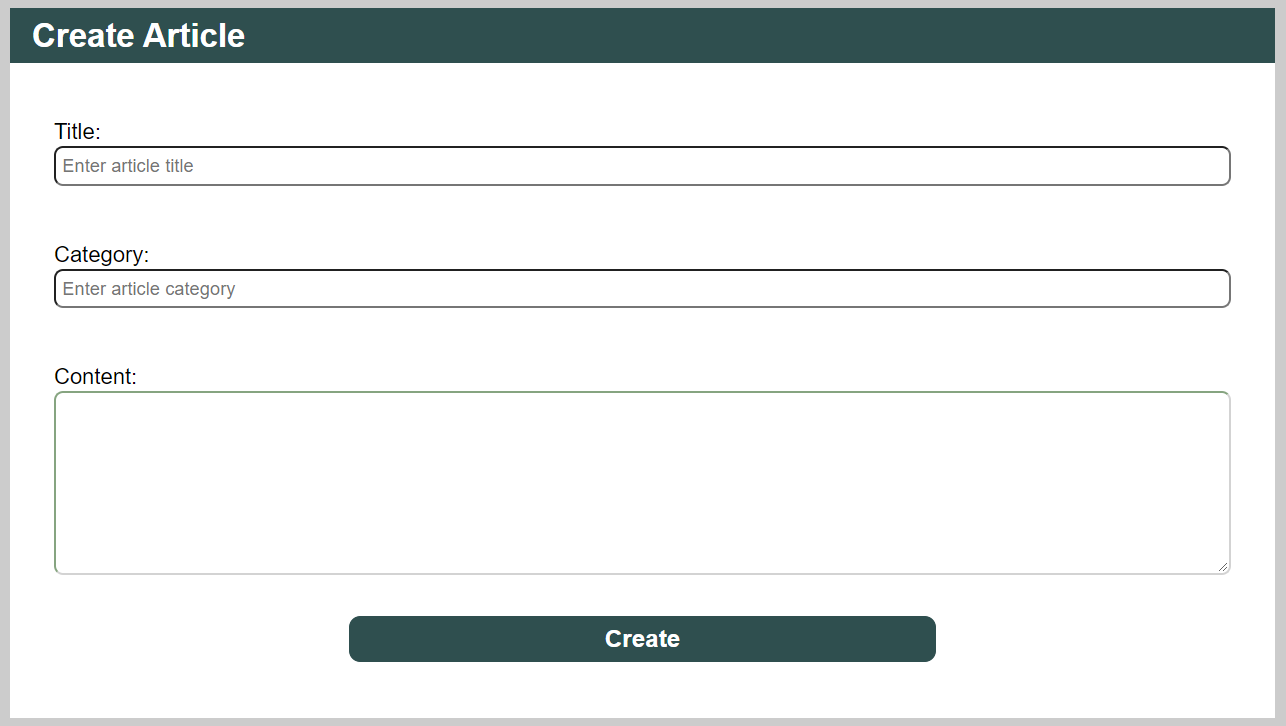 Create Article
Title:
Enter article title
Category:
Enter article category
Content:
Create